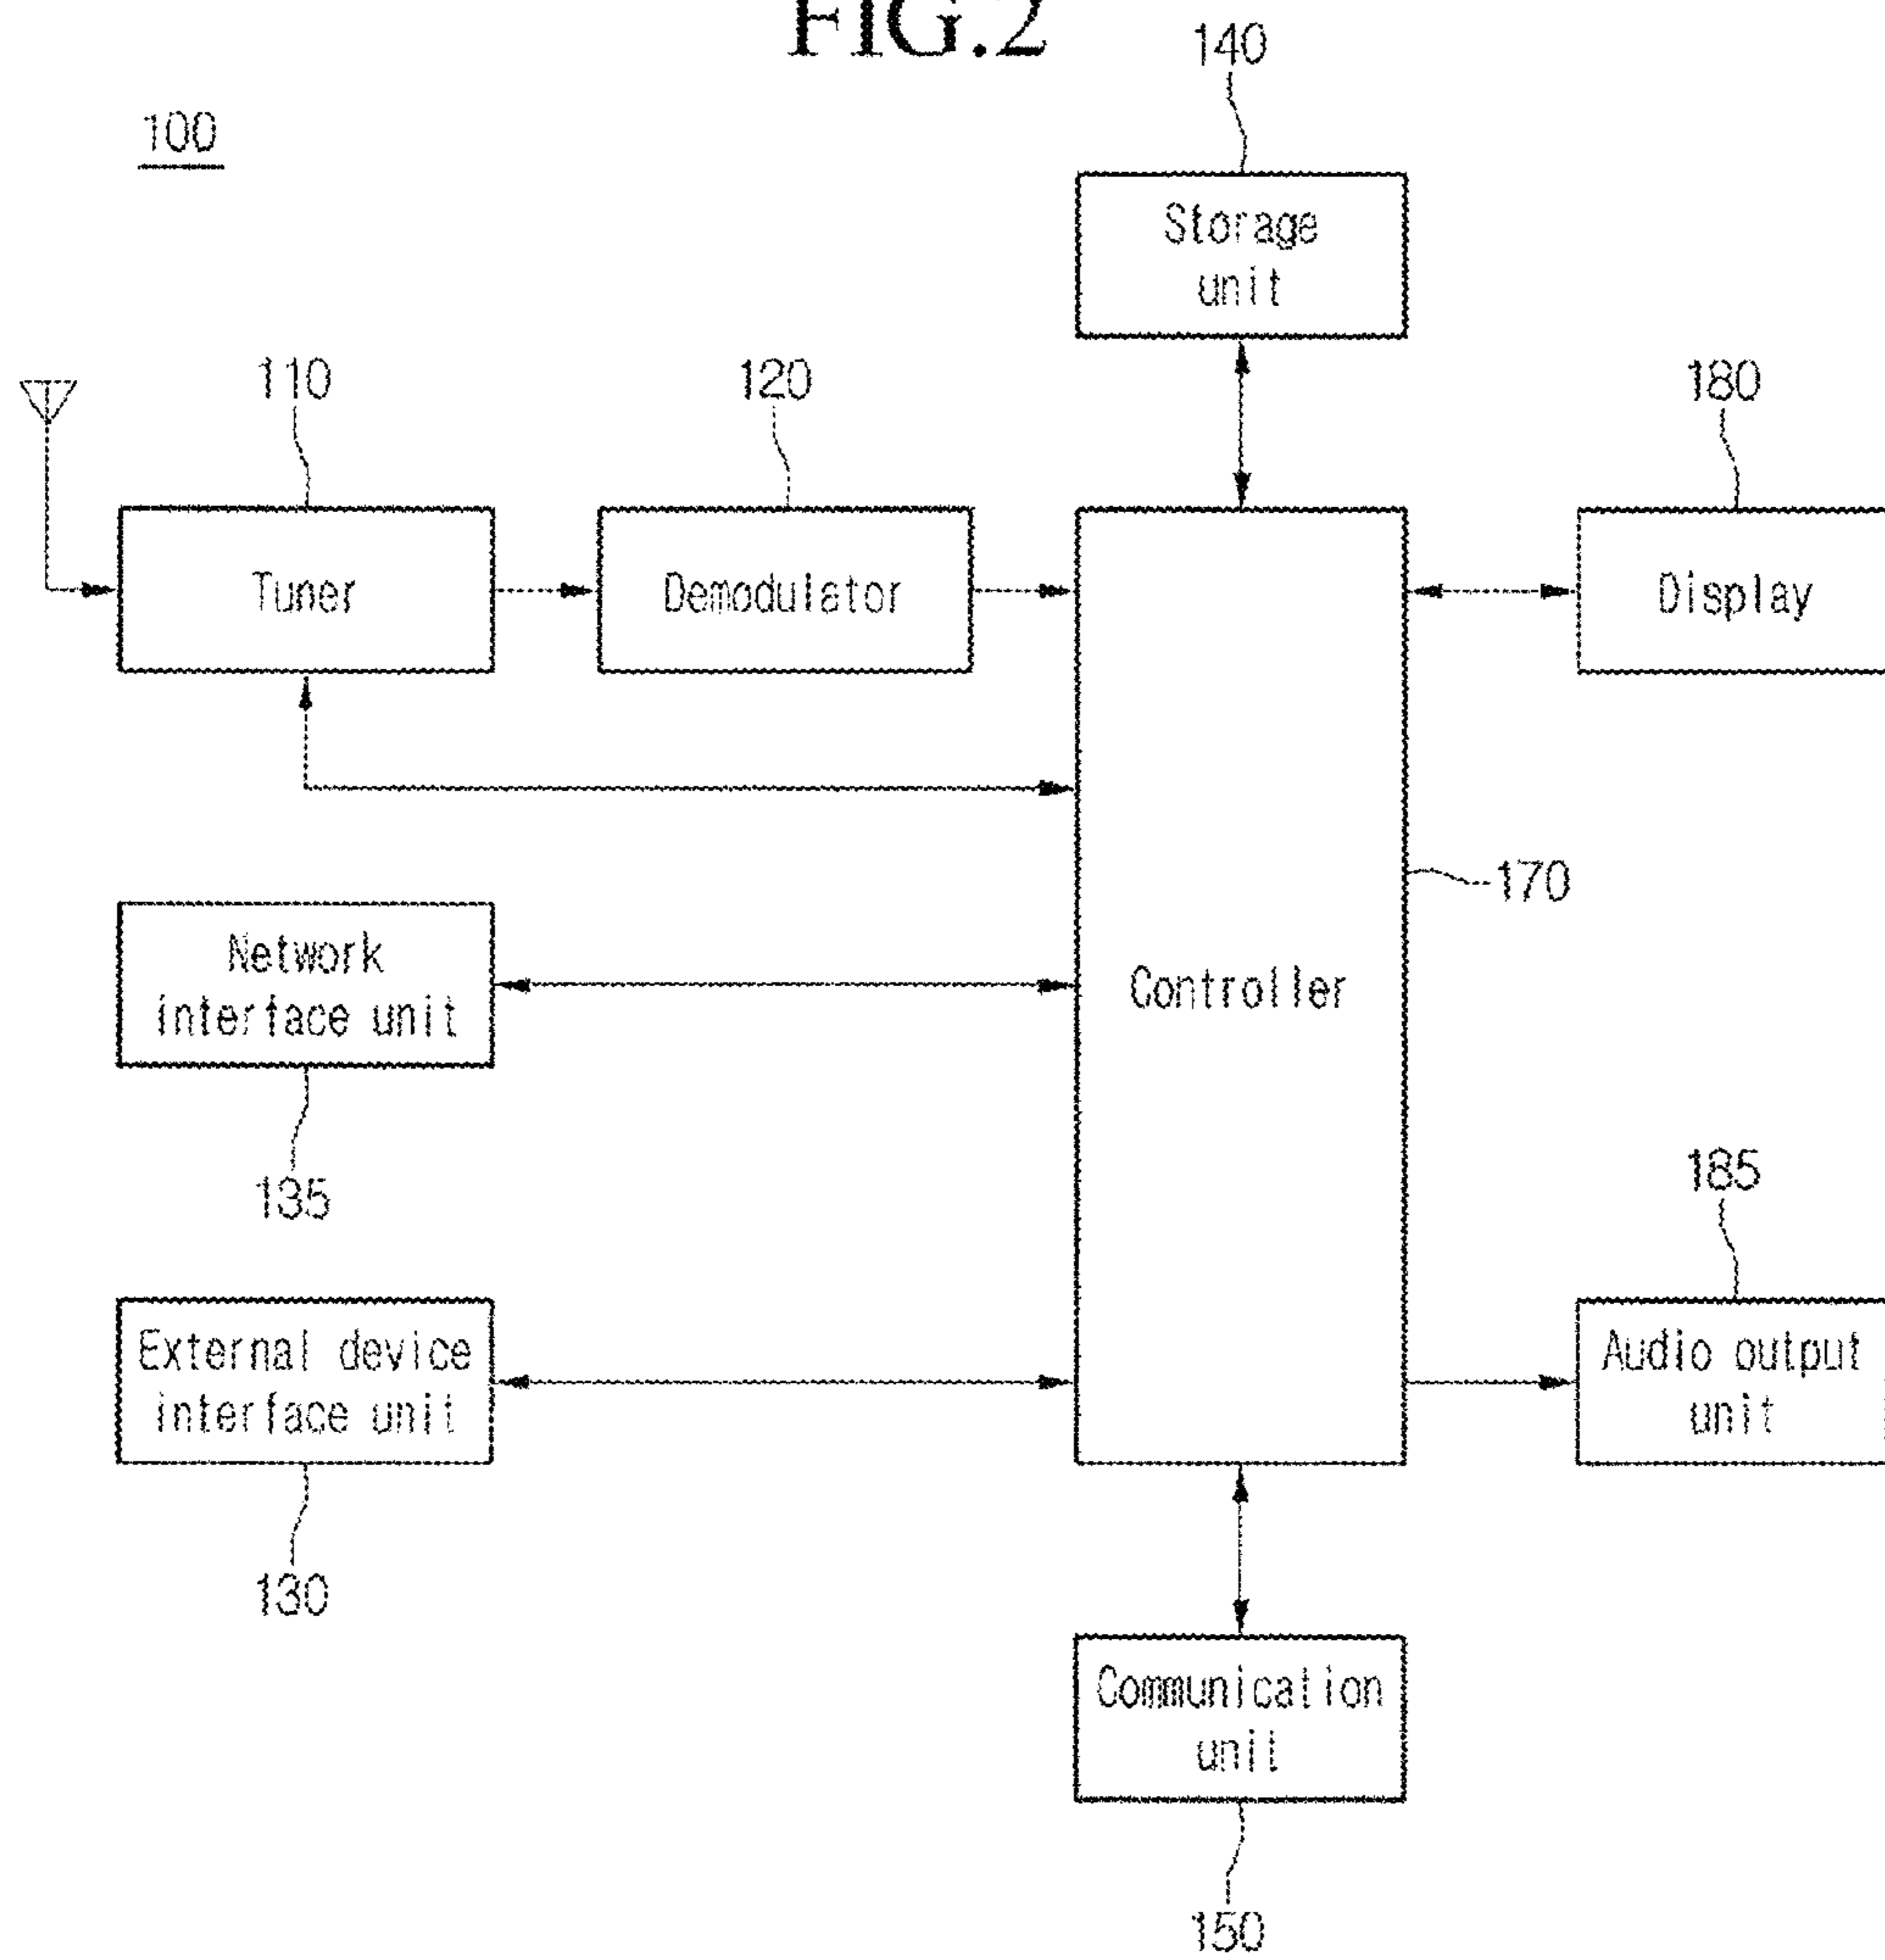 FIG.2
140
100
Storage
unit
110
120
180
Tuner
Demodulator
Display
170
Network
interface unit
Controller
135
185
External device
interface unit
Audio output
unit
130
Communication
unit
150